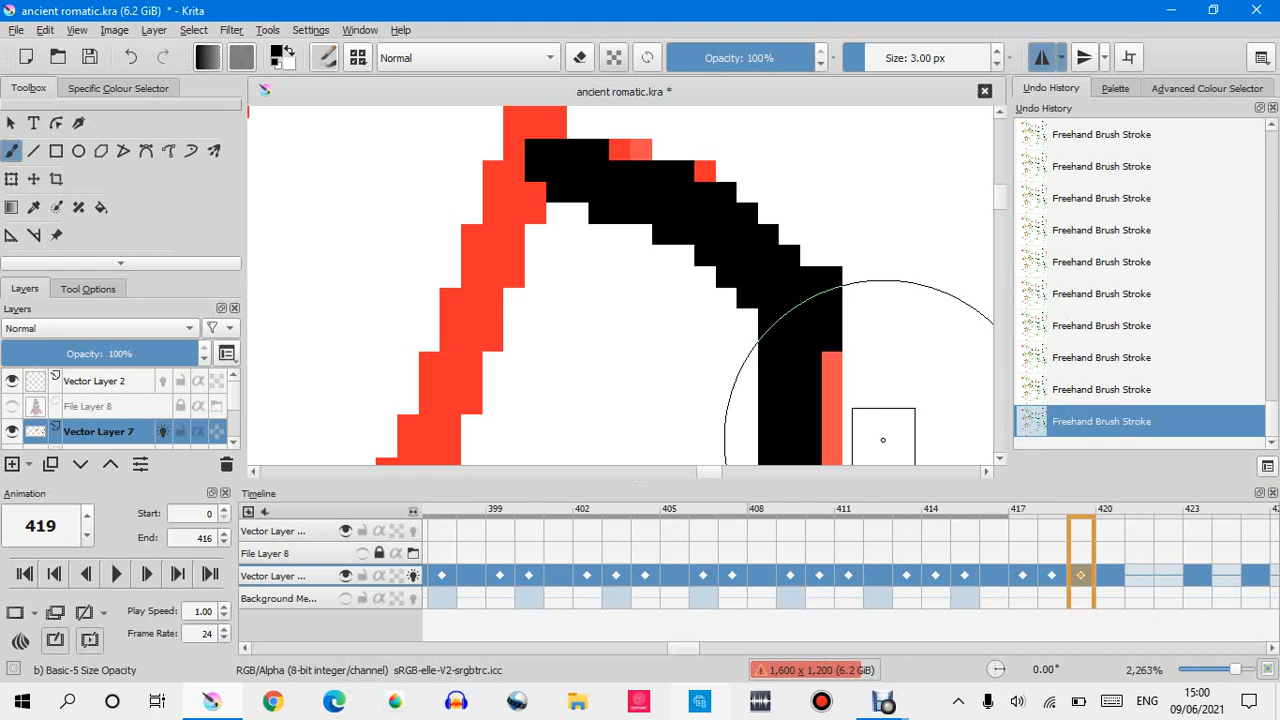 ancient romatic.kra (6.2 GiB) * - Krita
File Edit View Image Layer Select Filter Tools Settings Window Help
Normal Opacity: 100% Size: 3.00 px
Toolbox Specific Colour Selector
ancient romatic.kra *
Undo History Palette Advanced Colour Selector
Undo History
Freehand Brush Stroke
Freehand Brush Stroke
Freehand Brush Stroke
Freehand Brush Stroke
Freehand Brush Stroke
Freehand Brush Stroke
Freehand Brush Stroke
Freehand Brush Stroke
Freehand Brush Stroke
Freehand Brush Stroke
Layers Tool Options
Layers
Normal
Opacity: 100%
Vector Layer 2
File Layer 8
Vector Layer 7
Animation
419
Start: 0
End: 416
Play Speed: 1.00
Frame Rate: 24
Timeline
399 402 405 408 411 414 417 420 423
Vector Layer ...
File Layer 8
Vector Layer ...
Background Me...
b) Basic-5 Size Opacity
RGB/Alpha (8-bit integer/channel) sRGB-elle-V2-srgbtrc.icc
1,600 x 1,200 (6.2 GiB)
0.00°
2,263%
ENG
15:00
09/06/2021